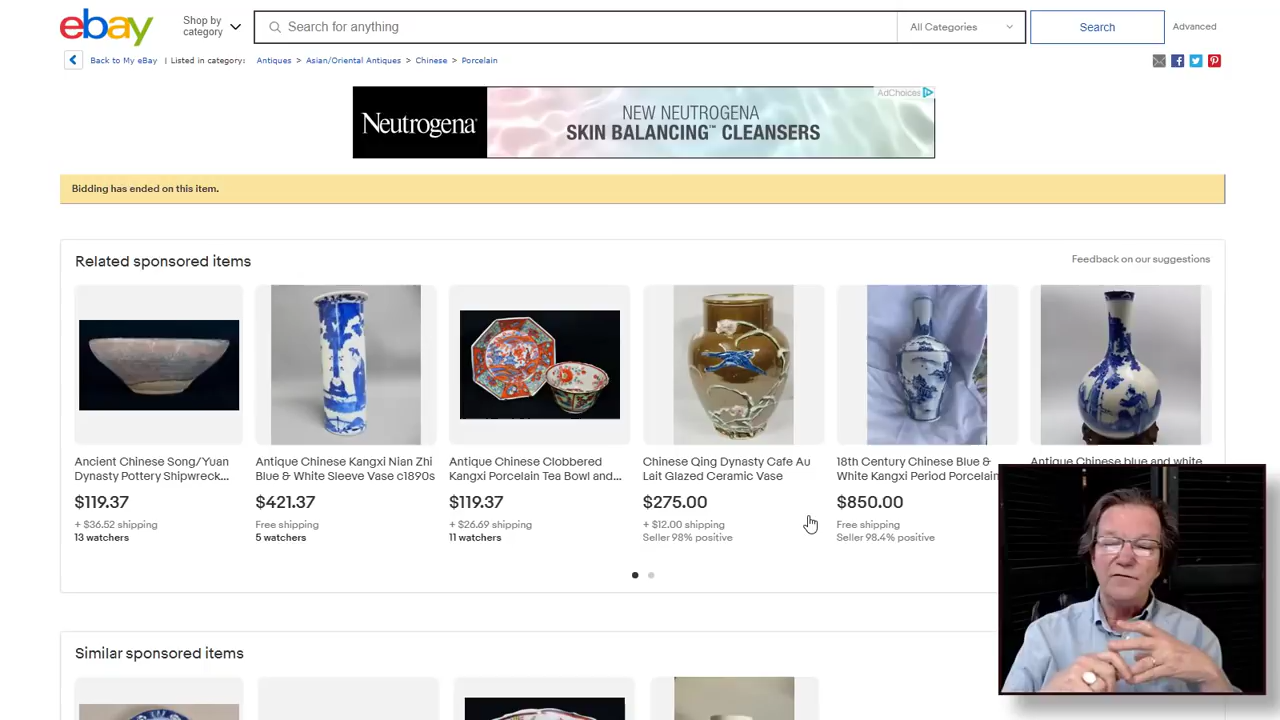 ebay
Shop by
category
Search for anything
All Categories
Search
Advanced
Back to My eBay | Listed in category: Antiques > Asian/Oriental Antiques > Chinese > Porcelain
AdChoices
Neutrogena
NEW NEUTROGENA
SKIN BALANCING™ CLEANSERS
Bidding has ended on this item.
Related sponsored items
Feedback on our suggestions
Ancient Chinese Song/Yuan
Dynasty Pottery Shipwreck...
$119.37
+ $36.52 shipping
13 watchers
Antique Chinese Kangxi Nian Zhi
Blue & White Sleeve Vase c1890s
$421.37
Free shipping
5 watchers
Antique Chinese Clobbered
Kangxi Porcelain Tea Bowl and...
$119.37
+ $26.69 shipping
11 watchers
Chinese Qing Dynasty Cafe Au
Lait Glazed Ceramic Vase
$275.00
+ $12.00 shipping
Seller 98% positive
18th Century Chinese Blue &
White Kangxi Period Porcelain
$850.00
Free shipping
Seller 98.4% positive
Antique Chinese blue and white
Similar sponsored items